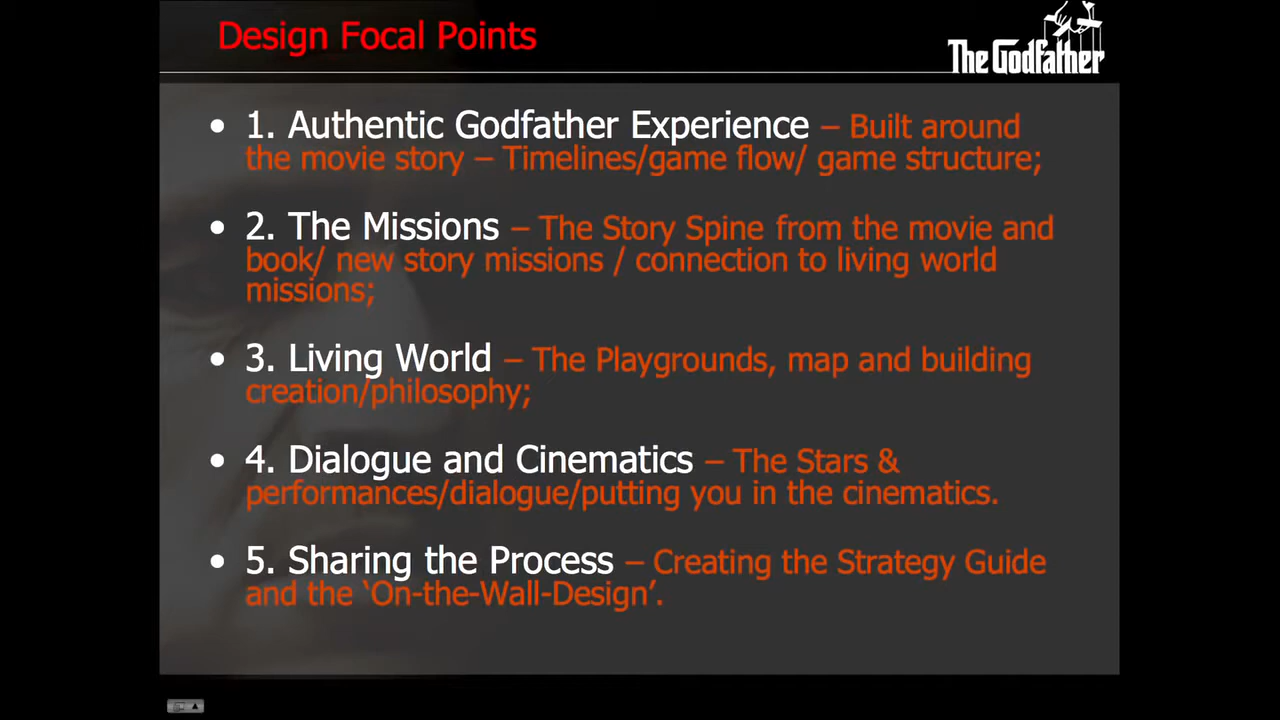 Design Focal Points
The Godfather
• 1. Authentic Godfather Experience – Built around
the movie story – Timelines/game flow/ game structure;
• 2. The Missions – The Story Spine from the movie and
book/ new story missions / connection to living world
missions;
• 3. Living World – The Playgrounds, map and building
creation/philosophy;
• 4. Dialogue and Cinematics – The Stars &
performances/dialogue/putting you in the cinematics.
• 5. Sharing the Process – Creating the Strategy Guide
and the ‘On-the-Wall-Design’.